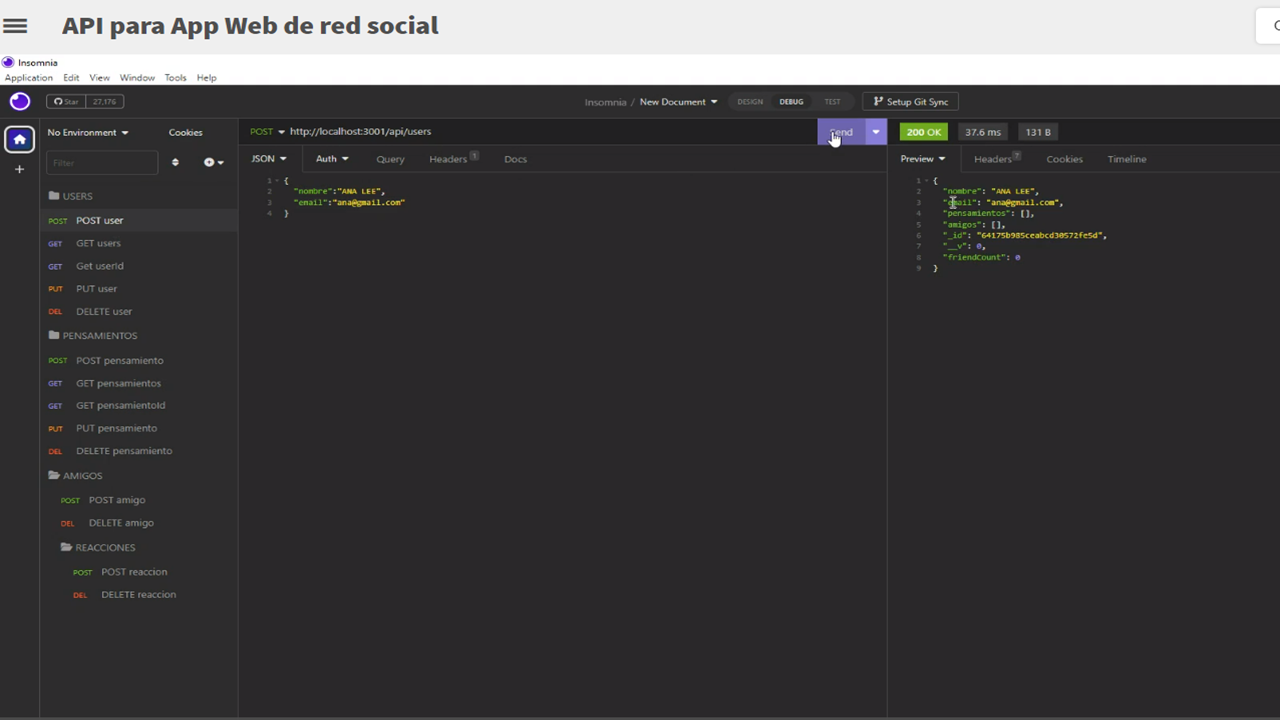 API para App Web de red social
Insomnia
Application Edit View Window Tools Help
Star 27,176
Insomnia / New Document
DESIGN DEBUG TEST
Setup Git Sync
No Environment
Cookies
POST http://localhost:3001/api/users
200 OK 37.6 ms 131 B
Filter
JSON Auth Query Headers 1 Docs
Preview Headers 7 Cookies Timeline
USERS
POST POST user
GET GET users
GET Get userId
PUT PUT user
DEL DELETE user
PENSAMIENTOS
POST POST pensamiento
GET GET pensamientos
GET GET pensamientoId
PUT PUT pensamiento
DEL DELETE pensamiento
AMIGOS
POST POST amigo
DEL DELETE amigo
REACCIONES
POST POST reaccion
DEL DELETE reaccion
1 {
2 "nombre":"ANA LEE",
3 "email":"ana@gmail.com"
4 }
1 {
2 "nombre": "ANA LEE",
3 "email": "ana@gmail.com",
4 "pensamientos": [],
5 "amigos": [],
6 "_id": "64175b985ceabcd30572fe5d",
7 "__v": 0,
8 "friendCount": 0
9 }